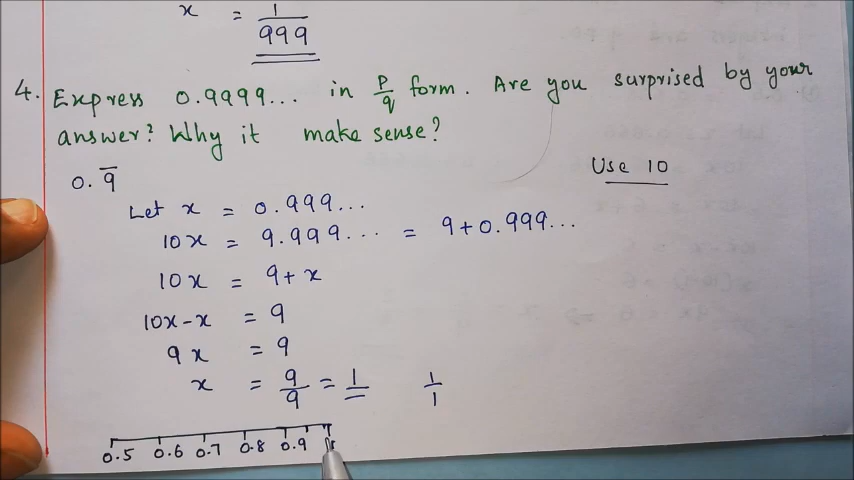 x = 1/999
4. Express 0.9999... in P/q form. Are you surprised by your
answer? Why it make sense?
0.9̅
Use 10
Let x = 0.999...
10x = 9.999... = 9+0.999...
10x = 9+x
10x-x = 9
9x = 9
x = 9/9 = 1 1/1
0.5 0.6 0.7 0.8 0.9